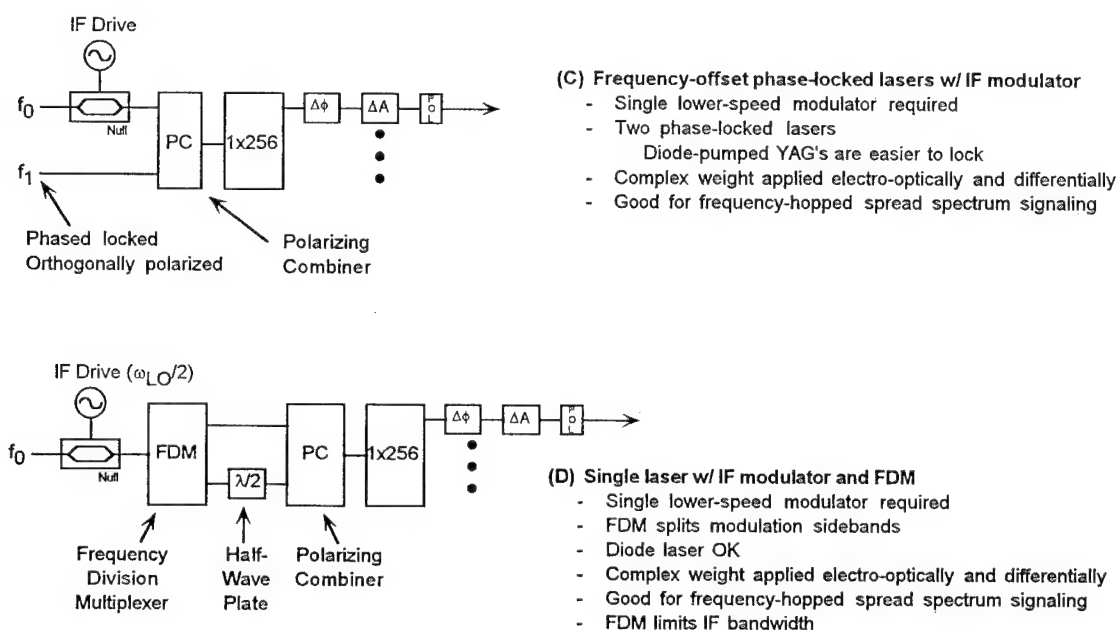 IF Drive
f0
Null
f1
PC
1x256
Δϕ
ΔA
POL
Phased locked
Orthogonally polarized
Polarizing
Combiner
(C) Frequency-offset phase-locked lasers w/ IF modulator
- Single lower-speed modulator required
- Two phase-locked lasers
Diode-pumped YAG's are easier to lock
- Complex weight applied electro-optically and differentially
- Good for frequency-hopped spread spectrum signaling
IF Drive (ωLO/2)
f0
Null
FDM
λ/2
PC
1x256
Δϕ
ΔA
POL
Frequency
Division
Multiplexer
Half-
Wave
Plate
Polarizing
Combiner
(D) Single laser w/ IF modulator and FDM
- Single lower-speed modulator required
- FDM splits modulation sidebands
- Diode laser OK
- Complex weight applied electro-optically and differentially
- Good for frequency-hopped spread spectrum signaling
- FDM limits IF bandwidth